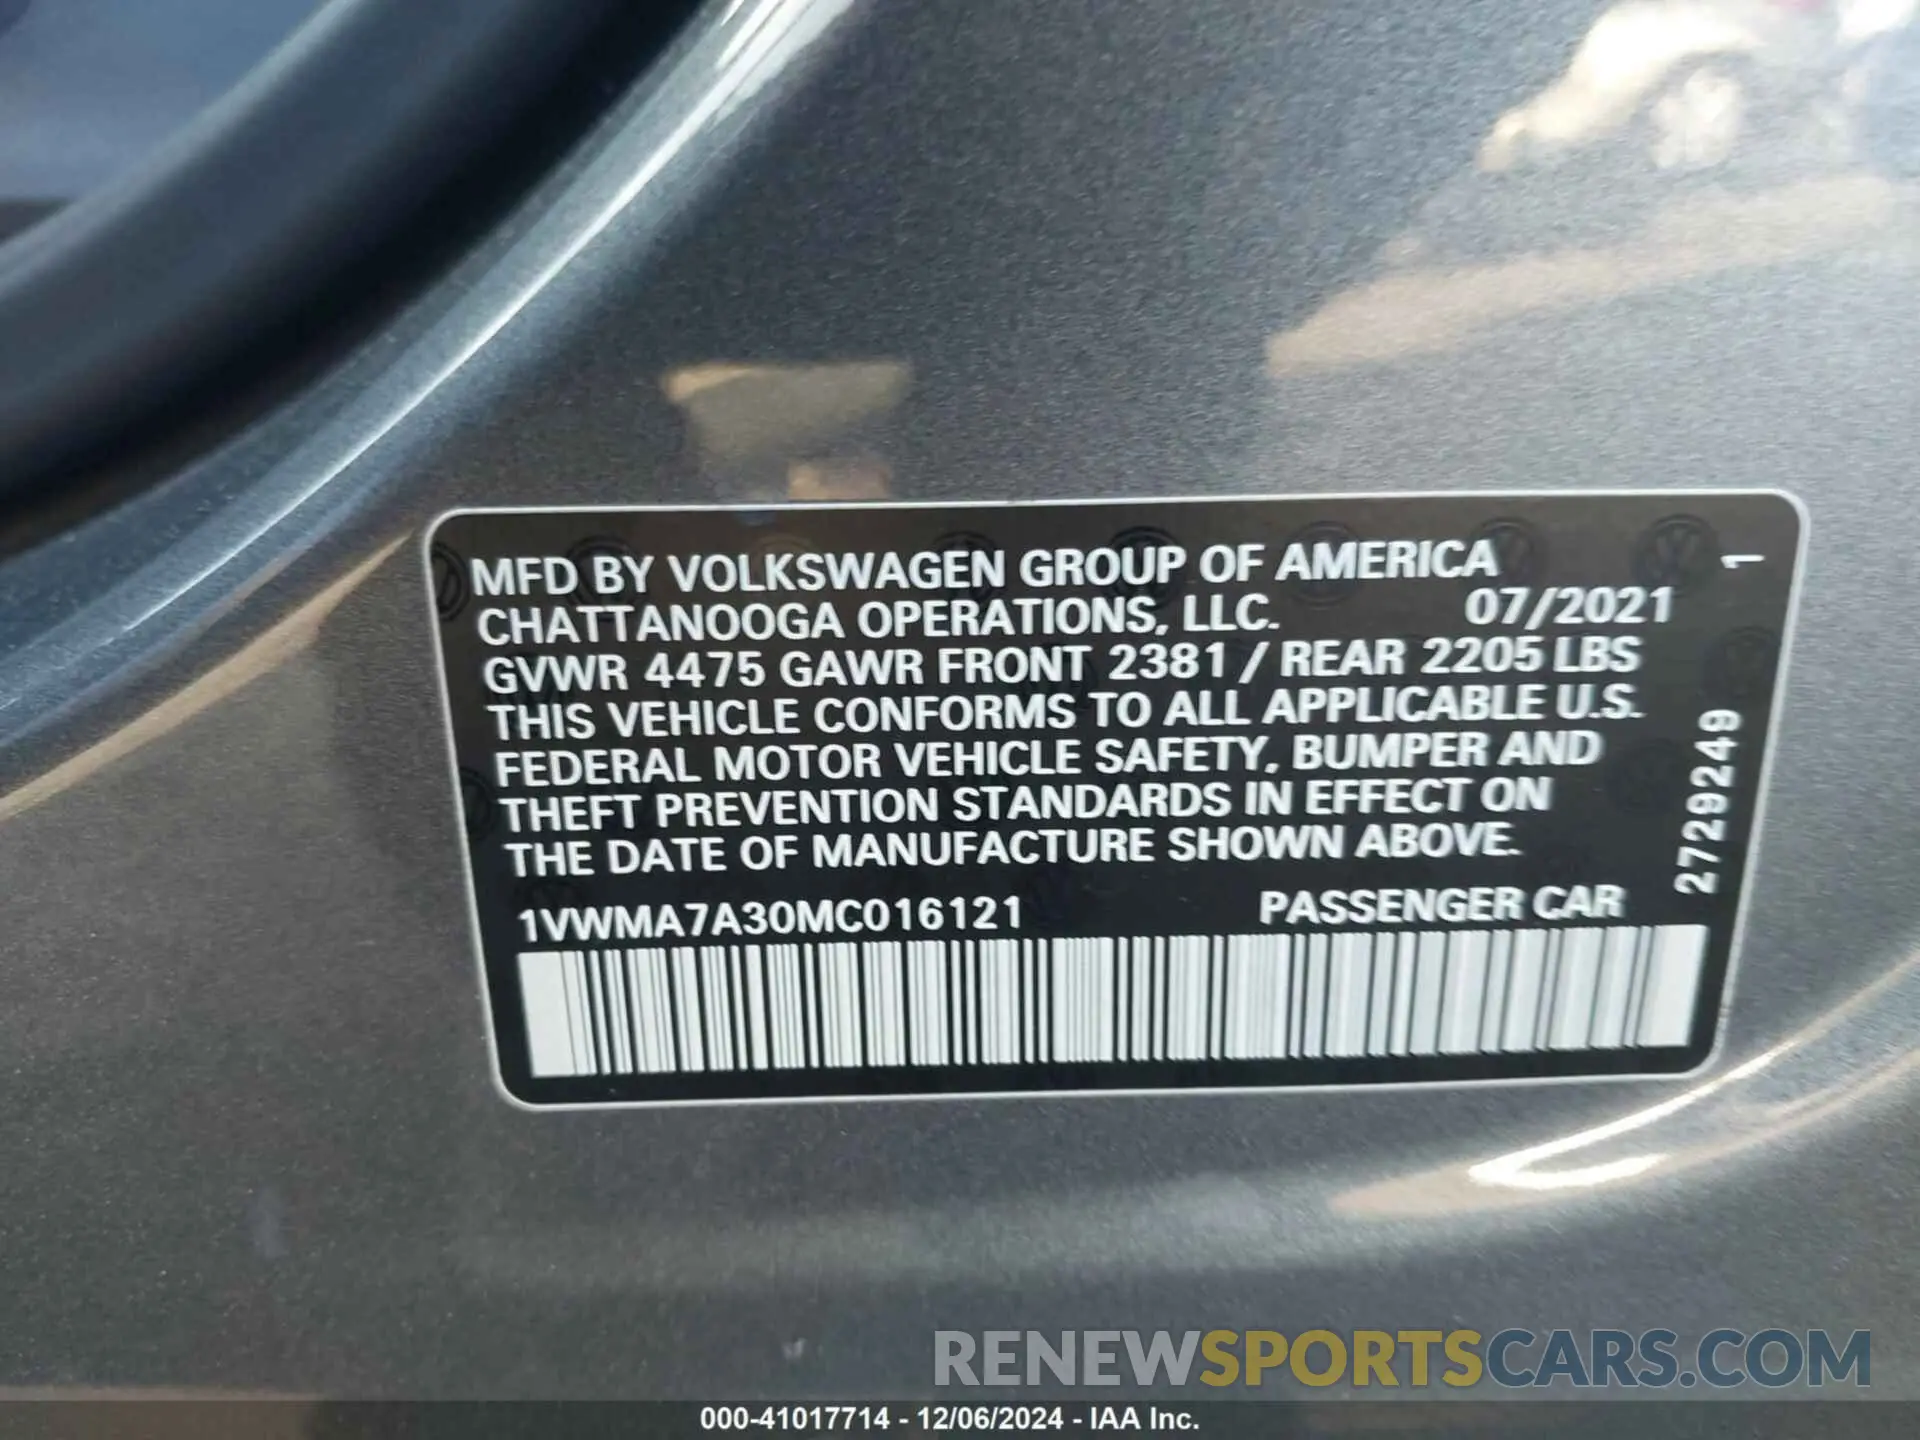 MFD BY VOLKSWAGEN GROUP OF AMERICA
CHATTANOOGA OPERATIONS, LLC. 07/2021
GVWR 4475 GAWR FRONT 2381 / REAR 2205 LBS
THIS VEHICLE CONFORMS TO ALL APPLICABLE U.S.
FEDERAL MOTOR VEHICLE SAFETY, BUMPER AND
THEFT PREVENTION STANDARDS IN EFFECT ON
THE DATE OF MANUFACTURE SHOWN ABOVE.
1VWMA7A30MC016121 PASSENGER CAR
2729249 1
RENEWSPORTSCARS.COM
000-41017714 - 12/06/2024 - IAA Inc.